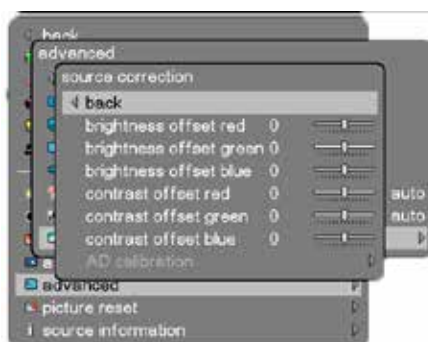 back
advanced
source correction
back
brightness offset red 0
brightness offset green 0
brightness offset blue 0
contrast offset red 0
auto
contrast offset green 0
auto
contrast offset blue 0
AD calibration
a
advanced
picture reset
source information